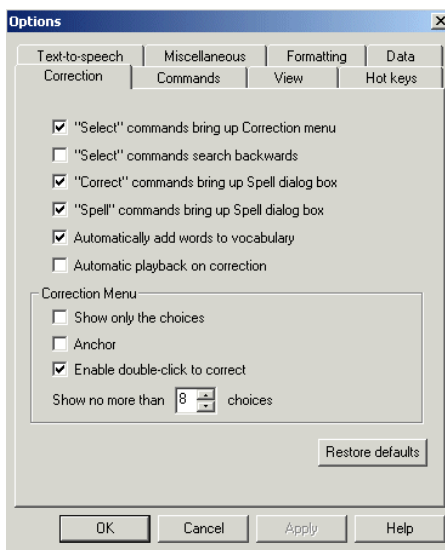 Options
Text-to-speech Miscellaneous Formatting Data
Correction Commands View Hot keys
"Select" commands bring up Correction menu
"Select" commands search backwards
"Correct" commands bring up Spell dialog box
"Spell" commands bring up Spell dialog box
Automatically add words to vocabulary
Automatic playback on correction
Correction Menu
Show only the choices
Anchor
Enable double-click to correct
Show no more than 8 choices
Restore defaults
OK Cancel Apply Help